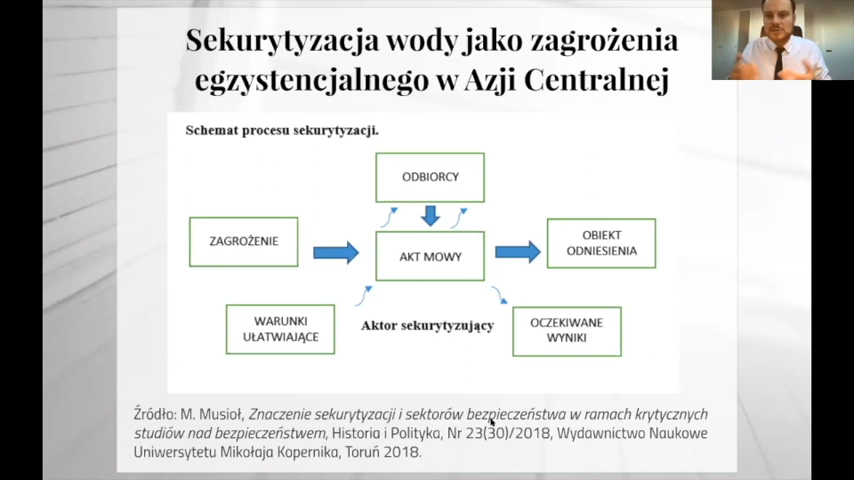 Sekurytyzacja wody jako zagrożenia
egzystencjalnego w Azji Centralnej
Schemat procesu sekurytyzacji.
ODBIORCY
ZAGROŻENIE
AKT MOWY
OBIEKT
ODNIESIENIA
WARUNKI
UŁATWIAJĄCE
Aktor sekurytyzujący
OCZEKIWANE
WYNIKI
Źródło: M. Musioł, Znaczenie sekurytyzacji i sektorów bezpieczeństwa w ramach krytycznych
studiów nad bezpieczeństwem, Historia i Polityka, Nr 23(30)/2018, Wydawnictwo Naukowe
Uniwersytetu Mikołaja Kopernika, Toruń 2018.